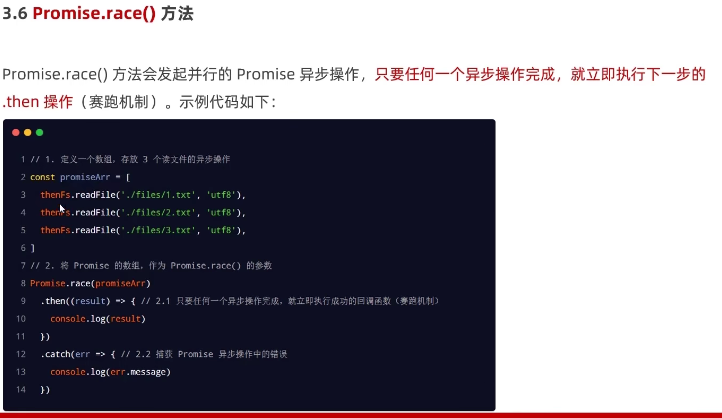 3.6 Promise.race() 方法
Promise.race() 方法会发起并行的 Promise 异步操作，只要任何一个异步操作完成，就立即执行下一步的
.then 操作（赛跑机制）。示例代码如下：
1 // 1. 定义一个数组，存放 3 个读文件的异步操作
2 const promiseArr = [
3 thenFs.readFile('./files/1.txt', 'utf8'),
4 thenFs.readFile('./files/2.txt', 'utf8'),
5 thenFs.readFile('./files/3.txt', 'utf8'),
6 ]
7 // 2. 将 Promise 的数组，作为 Promise.race() 的参数
8 Promise.race(promiseArr)
9 .then((result) => { // 2.1 只要任何一个异步操作完成，就立即执行成功的回调函数（赛跑机制）
10 console.log(result)
11 })
12 .catch(err => { // 2.2 捕获 Promise 异步操作中的错误
13 console.log(err.message)
14 })